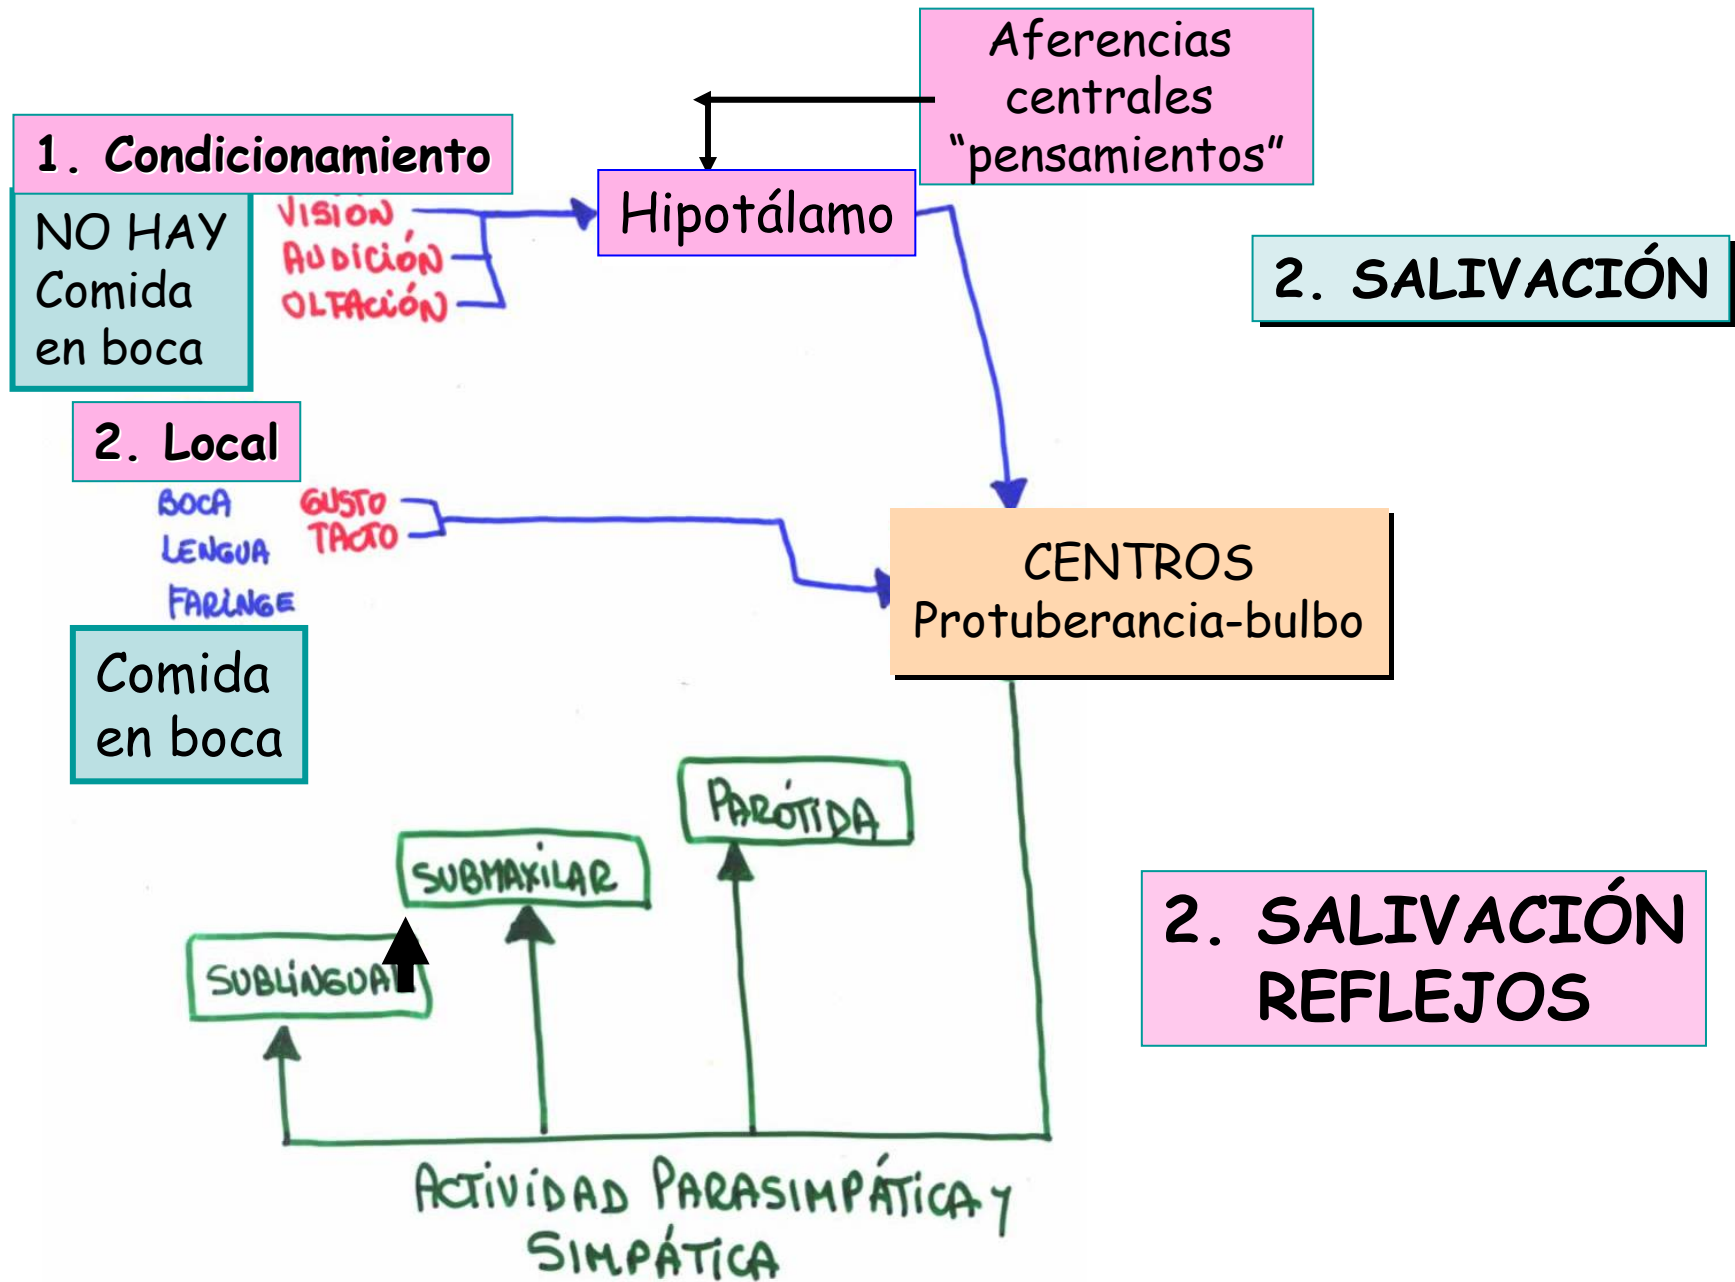 Aferencias
centrales
“pensamientos”
1. Condicionamiento
NO HAY
Comida
en boca
VISION
AUDICIÓN
OLFACIÓN
Hipotálamo
2. SALIVACIÓN
2. Local
BOCA GUSTO
LENGUA TACTO
FARINGE
Comida
en boca
CENTROS
Protuberancia-bulbo
PARÓTIDA
SUBMAXILAR
SUBLINGUAL
2. SALIVACIÓN
REFLEJOS
ACTIVIDAD PARASIMPÁTICA Y
SIMPÁTICA